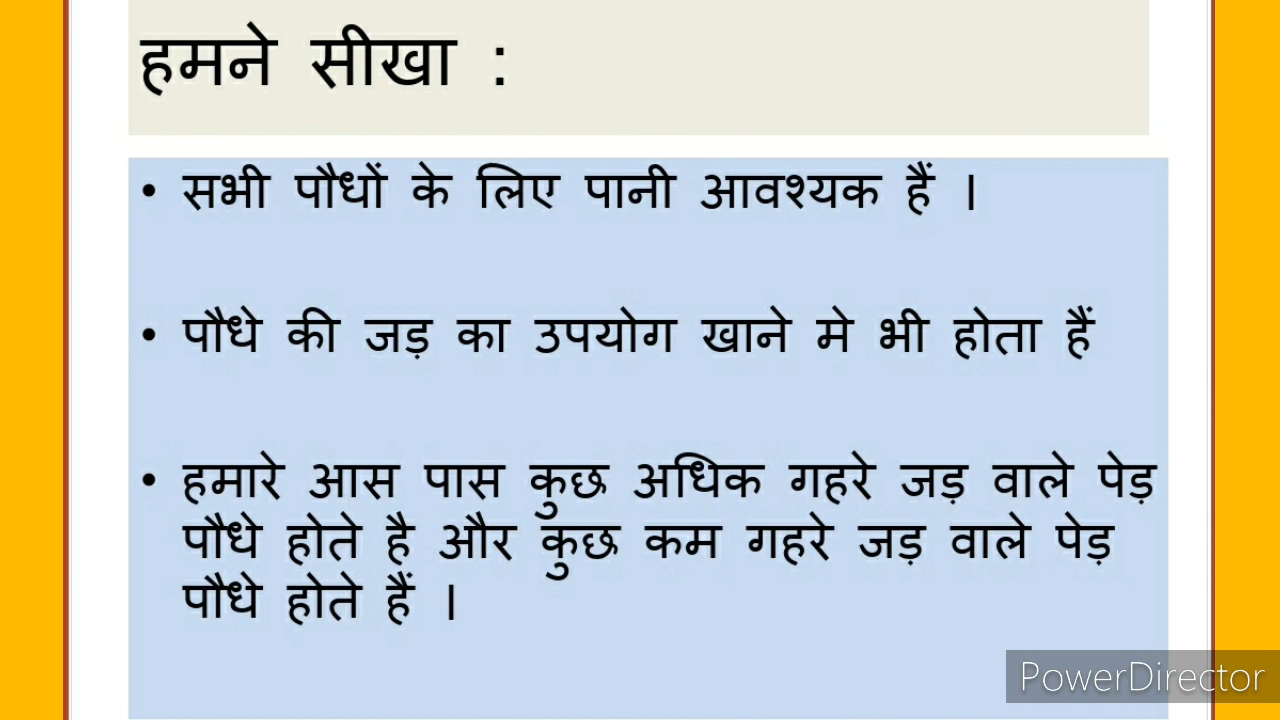 हमने सीखा :
• सभी पौधों के लिए पानी आवश्यक हैं ।
• पौधे की जड़ का उपयोग खाने मे भी होता हैं
• हमारे आस पास कुछ अधिक गहरे जड़ वाले पेड़
पौधे होते है और कुछ कम गहरे जड़ वाले पेड़
पौधे होते हैं ।
PowerDirector